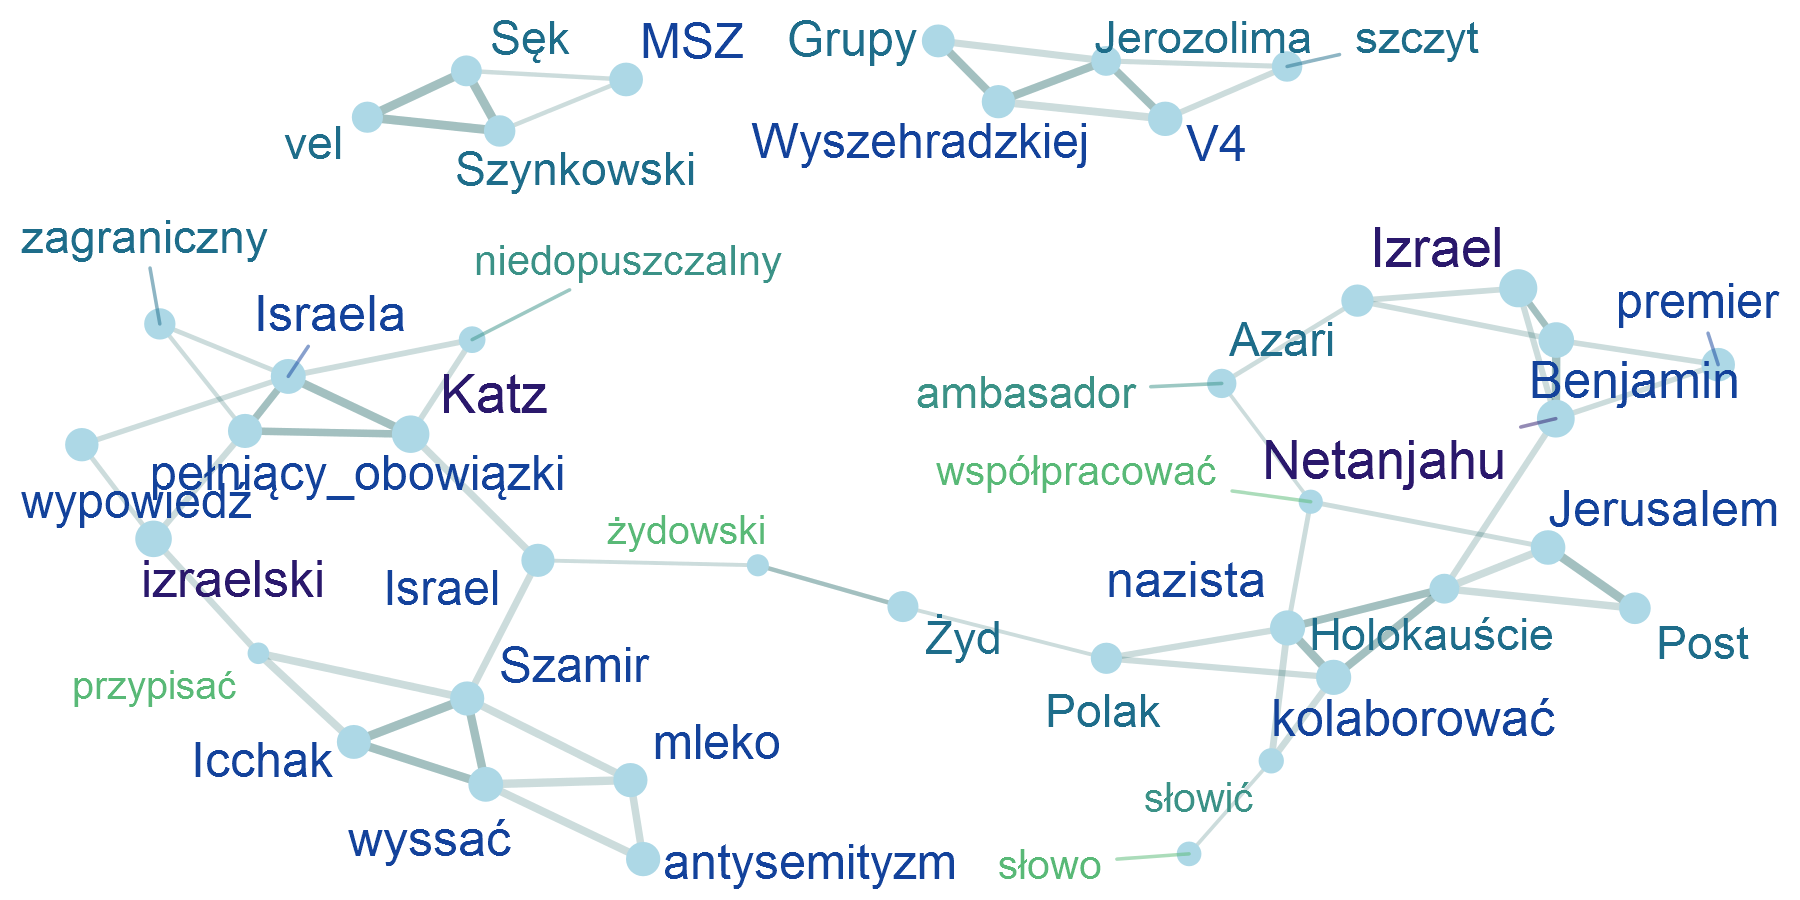 Sęk
MSZ
vel
Szynkowski
Grupy
Jerozolima
szczyt
Wyszehradzkiej
V4
zagraniczny
niedopuszczalny
Israela
Katz
pełniący_obowiązki
wypowiedź
izraelski
Israel
żydowski
Szamir
przypisać
Icchak
mleko
wyssać
antysemityzm
Izrael
premier
Azari
Benjamin
ambasador
Netanjahu
współpracować
Jerusalem
nazista
Holokauście
Żyd
Post
Polak
kolaborować
słowić
słowo